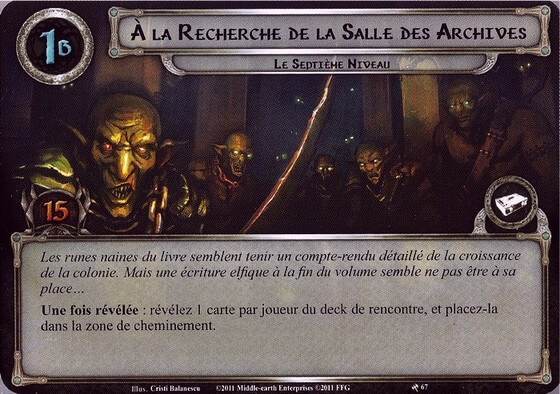 1B
À la Recherche de la Salle des Archives
Le Septième Niveau
15
Les runes naines du livre semblent tenir un compte-rendu détaillé de la croissance
de la colonie. Mais une écriture elfique à la fin du volume semble ne pas être à sa
place…
Une fois révélée : révélez 1 carte par joueur du deck de rencontre, et placez-la
dans la zone de cheminement.
Illus. Cristi Balanescu ©2011 Middle-earth Enterprises ©2011 FFG 67